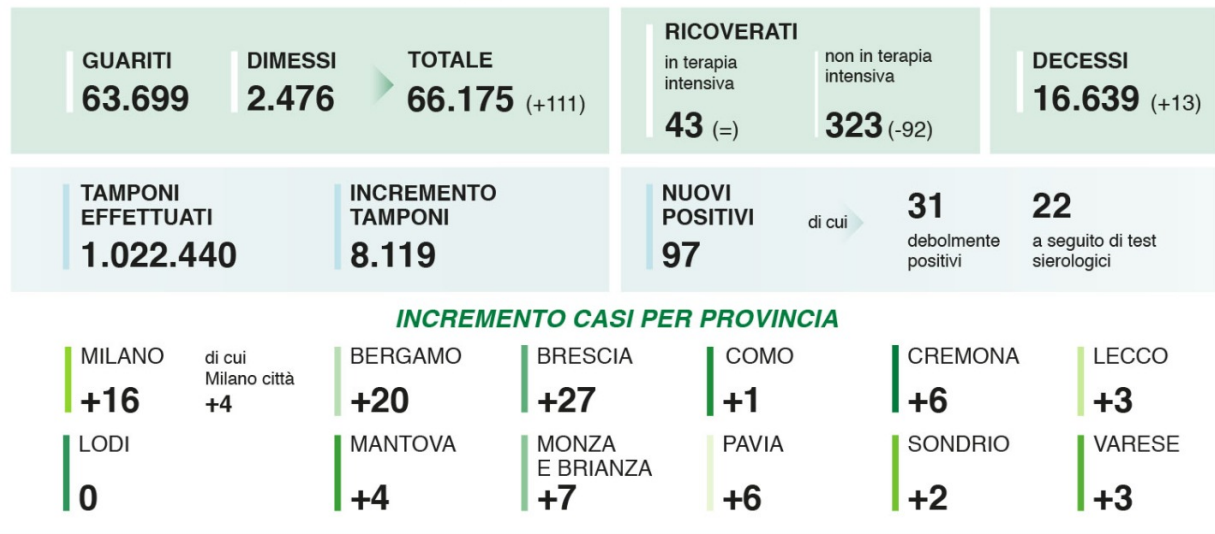 GUARITI
63.699
DIMESSI
2.476
TOTALE
66.175 (+111)
RICOVERATI
in terapia
intensiva
43 (=)
non in terapia
intensiva
323 (-92)
DECESSI
16.639 (+13)
TAMPONI
EFFETTUATI
1.022.440
INCREMENTO
TAMPONI
8.119
NUOVI
POSITIVI
97
di cui
31
debolmente
positivi
22
a seguito di test
sierologici
INCREMENTO CASI PER PROVINCIA
MILANO
+16
di cui
Milano città
+4
BERGAMO
+20
BRESCIA
+27
COMO
+1
CREMONA
+6
LECCO
+3
LODI
0
MANTOVA
+4
MONZA
E BRIANZA
+7
PAVIA
+6
SONDRIO
+2
VARESE
+3